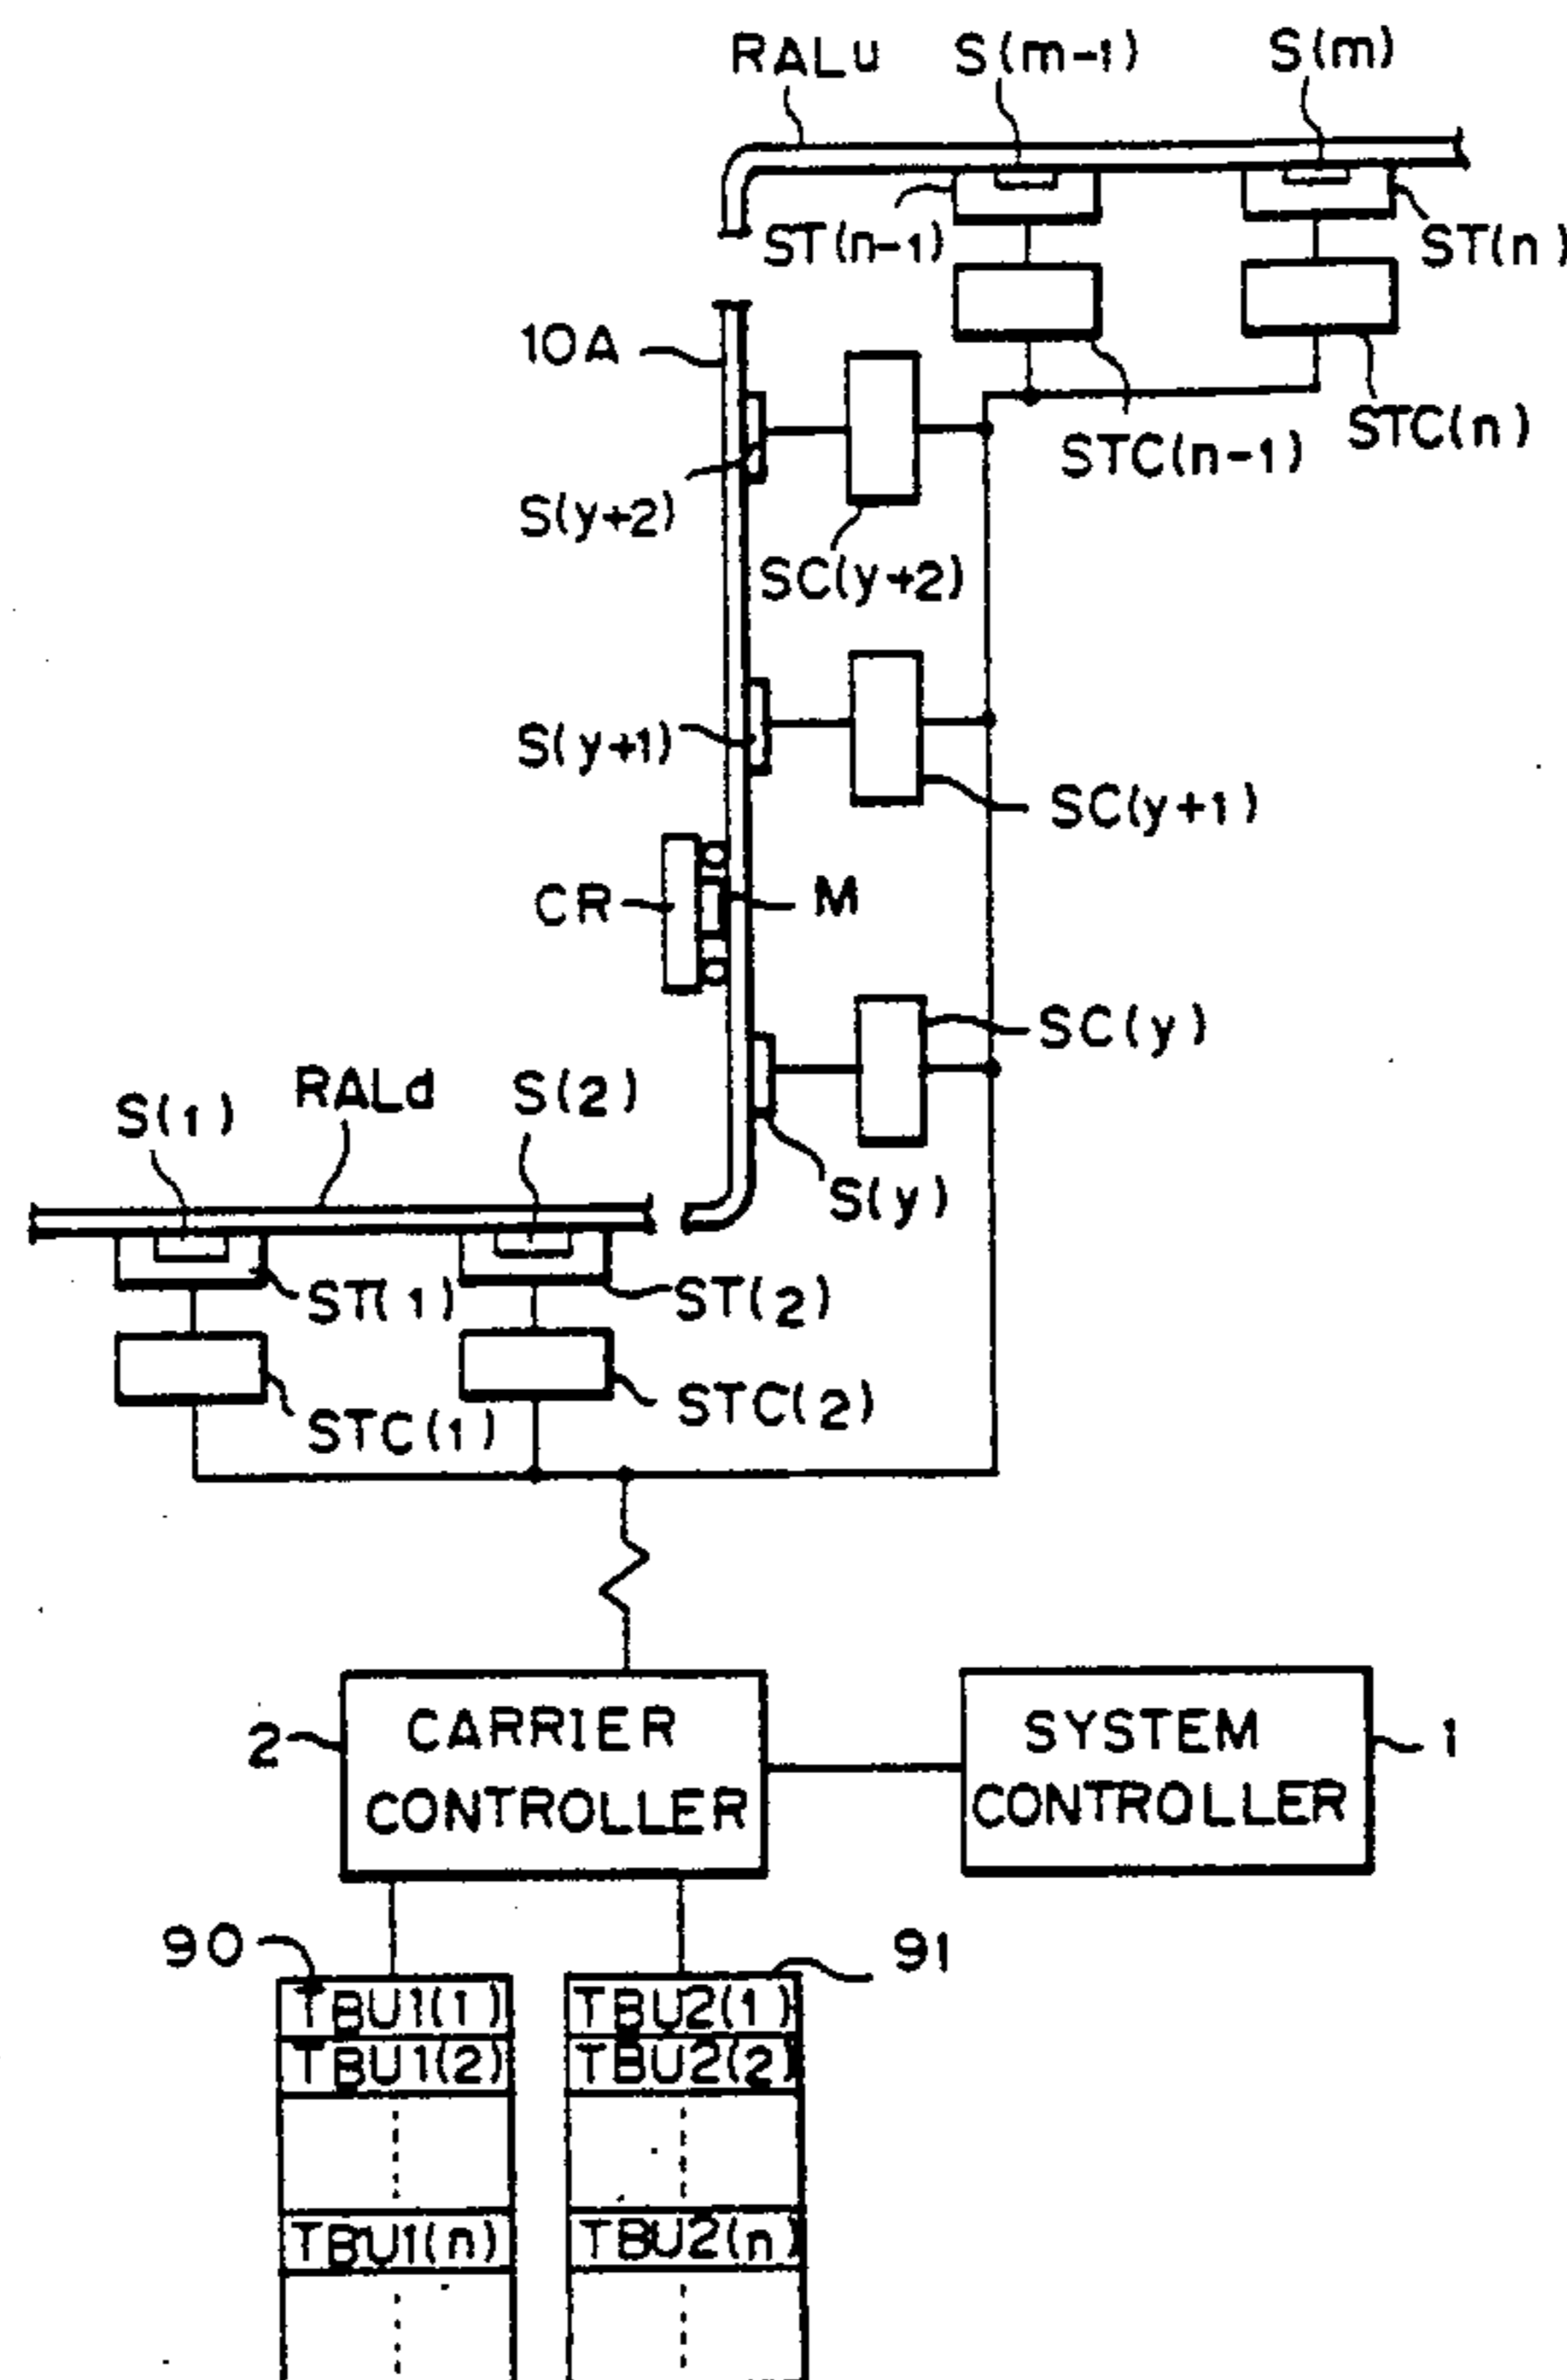 RALu S(m-1) S(m)
ST(n-1) ST(n)
10A
STC(n-1) STC(n)
S(y+2)
SC(y+2)
S(y+1)
SC(y+1)
CR M
SC(y)
S(1) RALd S(2)
S(y)
ST(1) ST(2)
STC(1) STC(2)
2 CARRIER CONTROLLER
SYSTEM CONTROLLER 1
90 91
TBU1(1) TBU2(1)
TBU1(2) TBU2(2)
TBU1(n) TBU2(n)